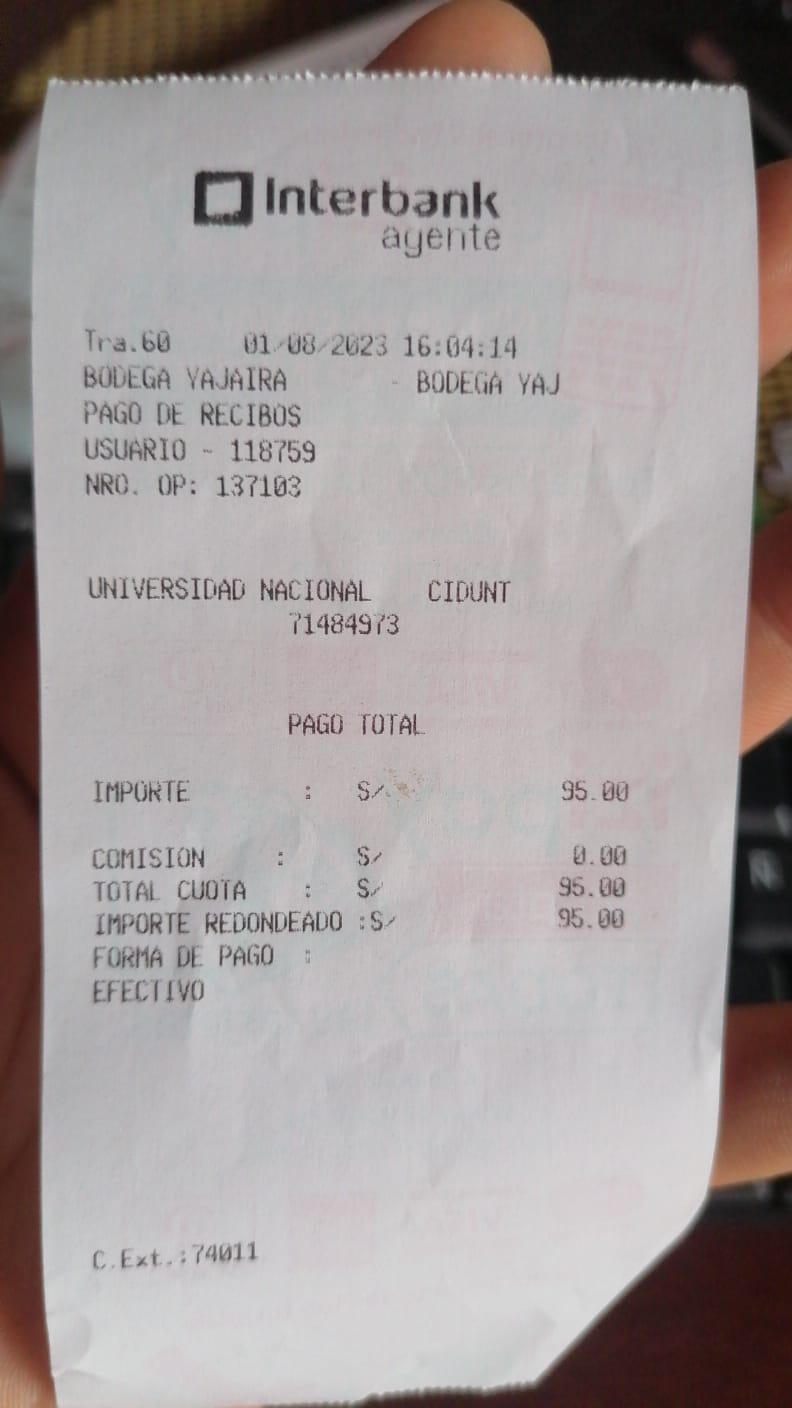 Interbank
agente
Tra.60 01/08/2023 16:04:14
BODEGA YAJAIRA - BODEGA YAJ
PAGO DE RECIBOS
USUARIO - 118759
NRO. OP: 137103
UNIVERSIDAD NACIONAL CIDUNT
71484973
PAGO TOTAL
IMPORTE : S/ 95.00
COMISION : S/ 0.00
TOTAL CUOTA : S/ 95.00
IMPORTE REDONDEADO :S/ 95.00
FORMA DE PAGO :
EFECTIVO
C.Ext.:74011